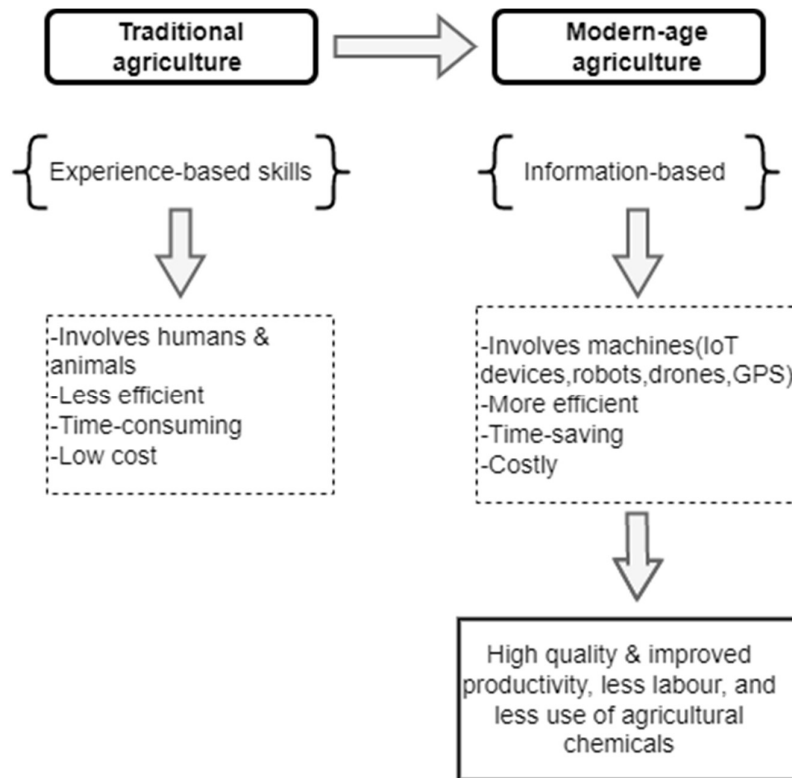 Traditional
agriculture
Modern-age
agriculture
Experience-based skills
Information-based
-Involves humans &
animals
-Less efficient
-Time-consuming
-Low cost
-Involves machines(IoT
devices,robots,drones,GPS)
-More efficient
-Time-saving
-Costly
High quality & improved
productivity, less labour, and
less use of agricultural
chemicals